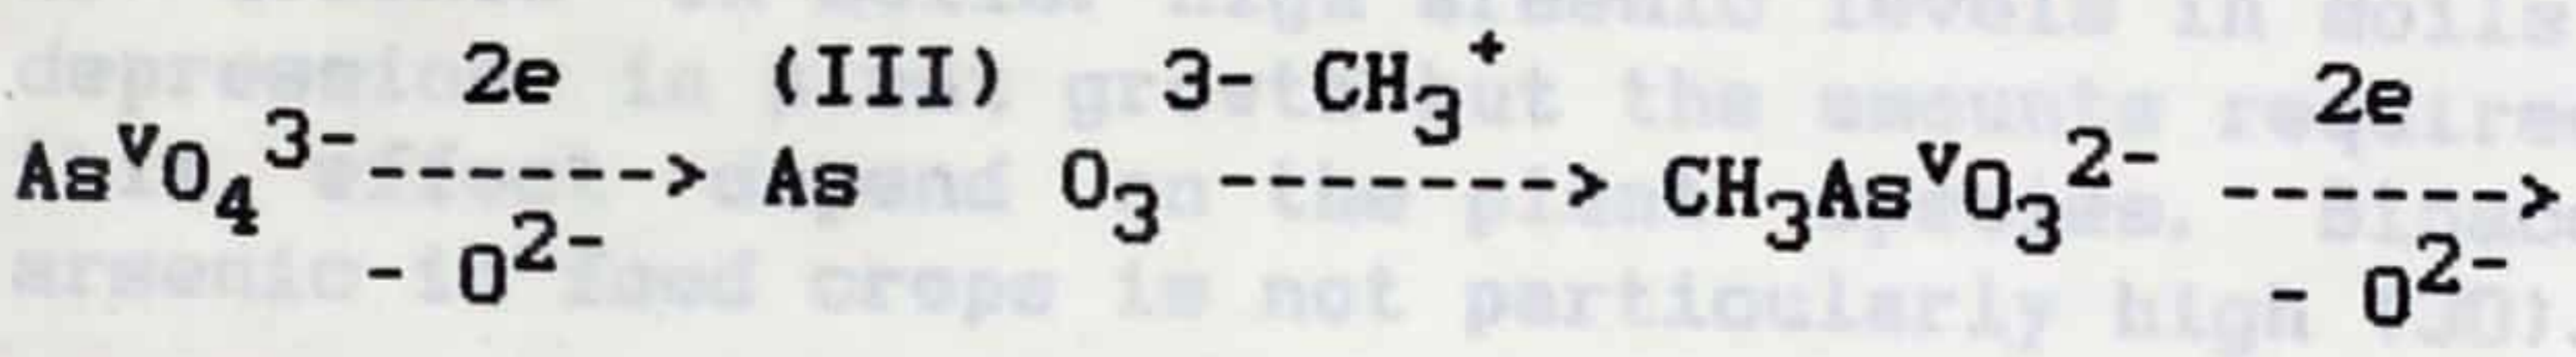 2e (III) 3- CH₃⁺ 2e
AsᵛO₄³⁻ ------> As O₃ --------> CH₃AsᵛO₃²⁻ ------>
- O²⁻ - O²⁻